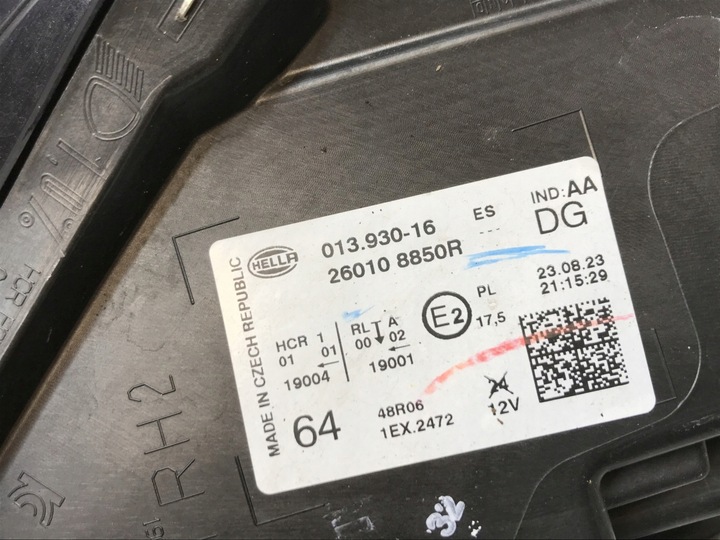 1.0%
RH2
MADE IN CZECH REPUBLIC
HELLA
013.930-16
ES
IND:AA
26010 8850R
---
DG
23.08.23
21:15:29
HCR 1
01 01
19004
RL A
00 02
19001
E2
PL
17,5
64
48R06
1EX.2472
24
12V